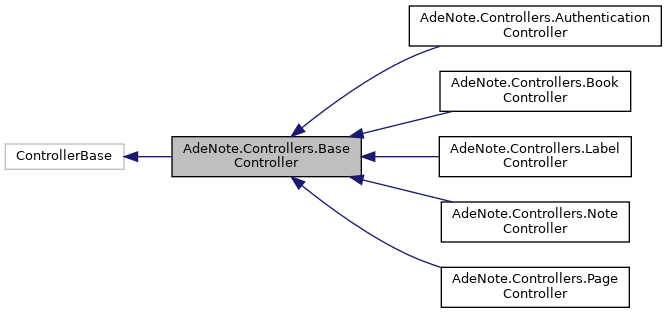 ControllerBase
AdeNote.Controllers.Base
Controller
AdeNote.Controllers.Authentication
Controller
AdeNote.Controllers.Book
Controller
AdeNote.Controllers.Label
Controller
AdeNote.Controllers.Note
Controller
AdeNote.Controllers.Page
Controller